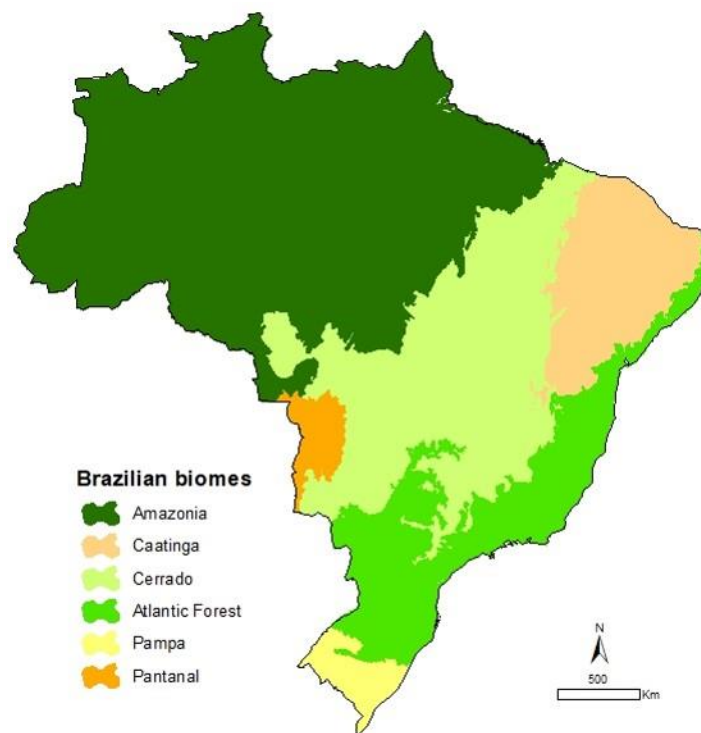 Brazilian biomes
Amazonia
Caatinga
Cerrado
Atlantic Forest
Pampa
Pantanal
N
500
Km